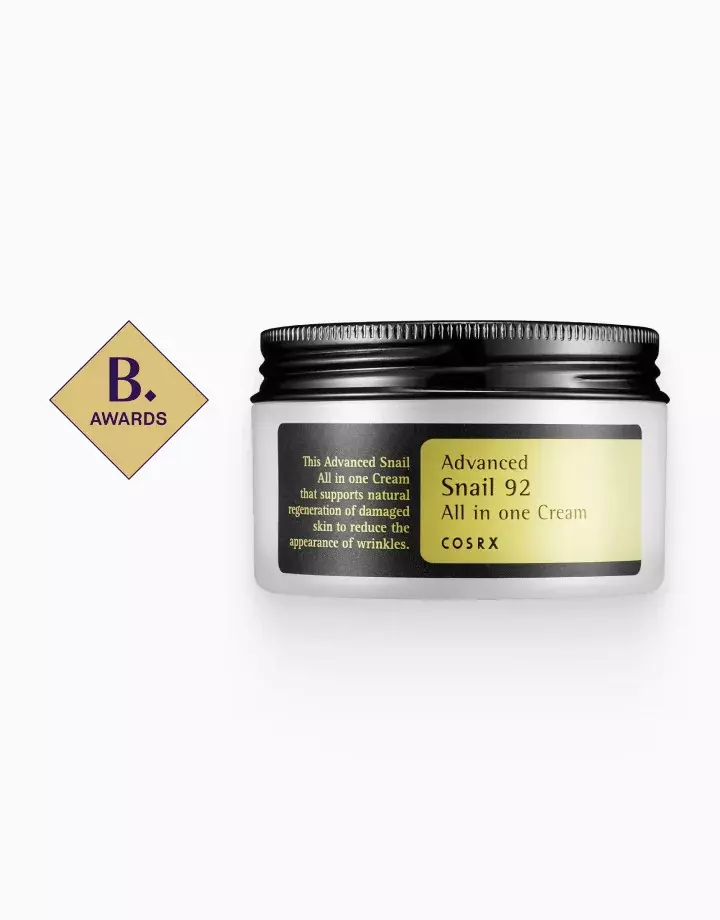 B.
AWARDS
This Advanced Snail
All in one Cream
that supports natural
regeneration of damaged
skin to reduce the
appearance of wrinkles.
Advanced
Snail 92
All in one Cream
COSRX